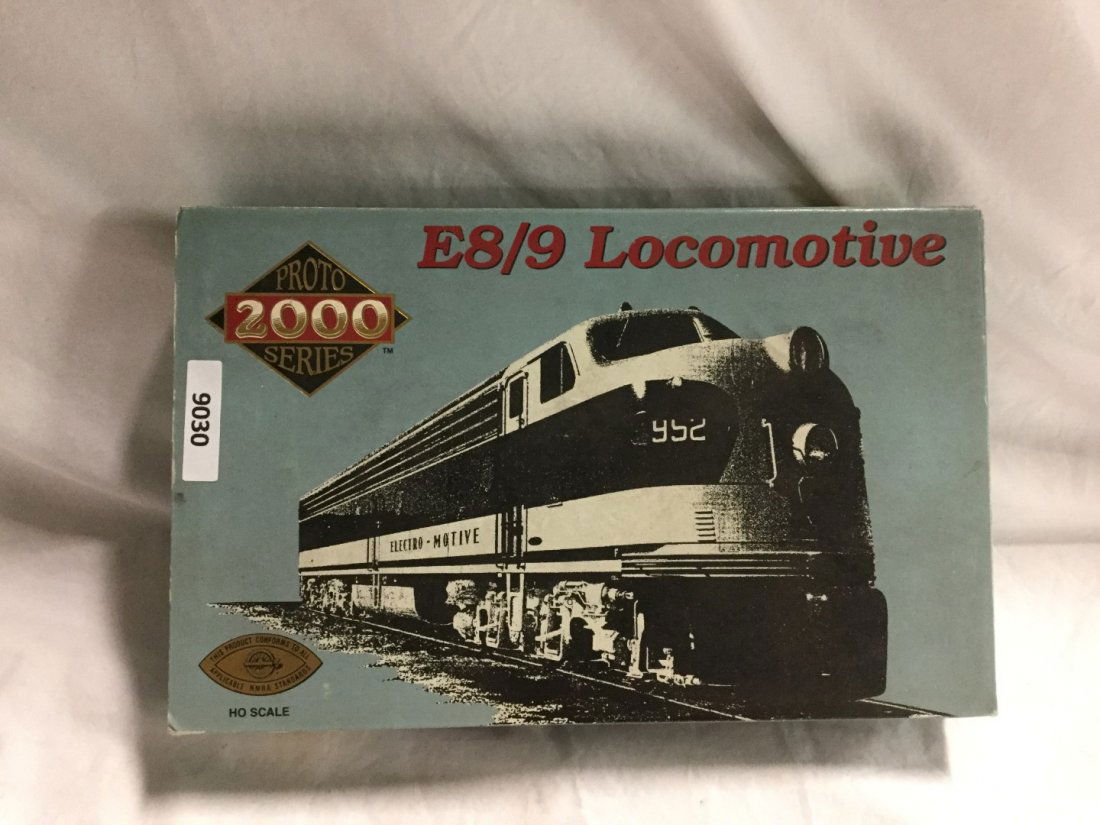 E8/9 Locomotive
PROTO
2000
SERIES
TM
9030
952
ELECTRO-MOTIVE
THIS PRODUCT CONFORMS TO ALL
APPLICABLE NMRA STANDARDS
HO SCALE